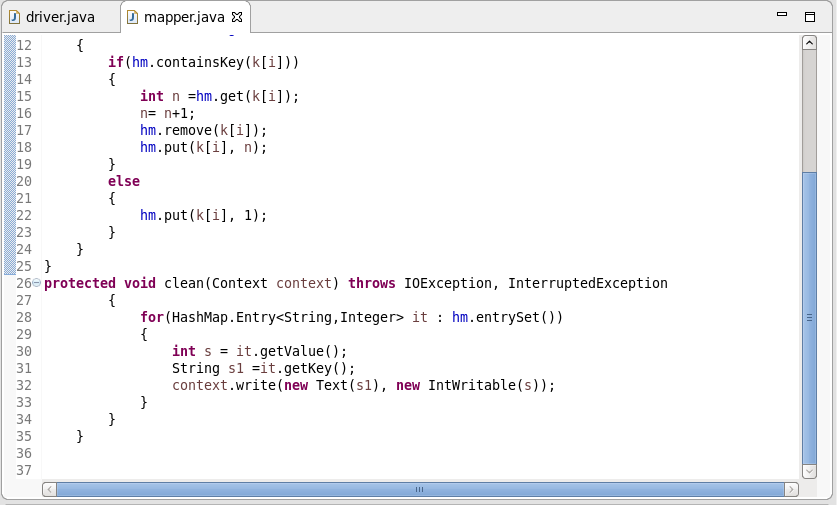 driver.java mapper.java
12 {
13 if(hm.containsKey(k[i]))
14 {
15 int n =hm.get(k[i]);
16 n= n+1;
17 hm.remove(k[i]);
18 hm.put(k[i], n);
19 }
20 else
21 {
22 hm.put(k[i], 1);
23 }
24 }
25 }
26 protected void clean(Context context) throws IOException, InterruptedException
27 {
28 for(HashMap.Entry<String,Integer> it : hm.entrySet())
29 {
30 int s = it.getValue();
31 String s1 =it.getKey();
32 context.write(new Text(s1), new IntWritable(s));
33 }
34 }
35 }
36
37